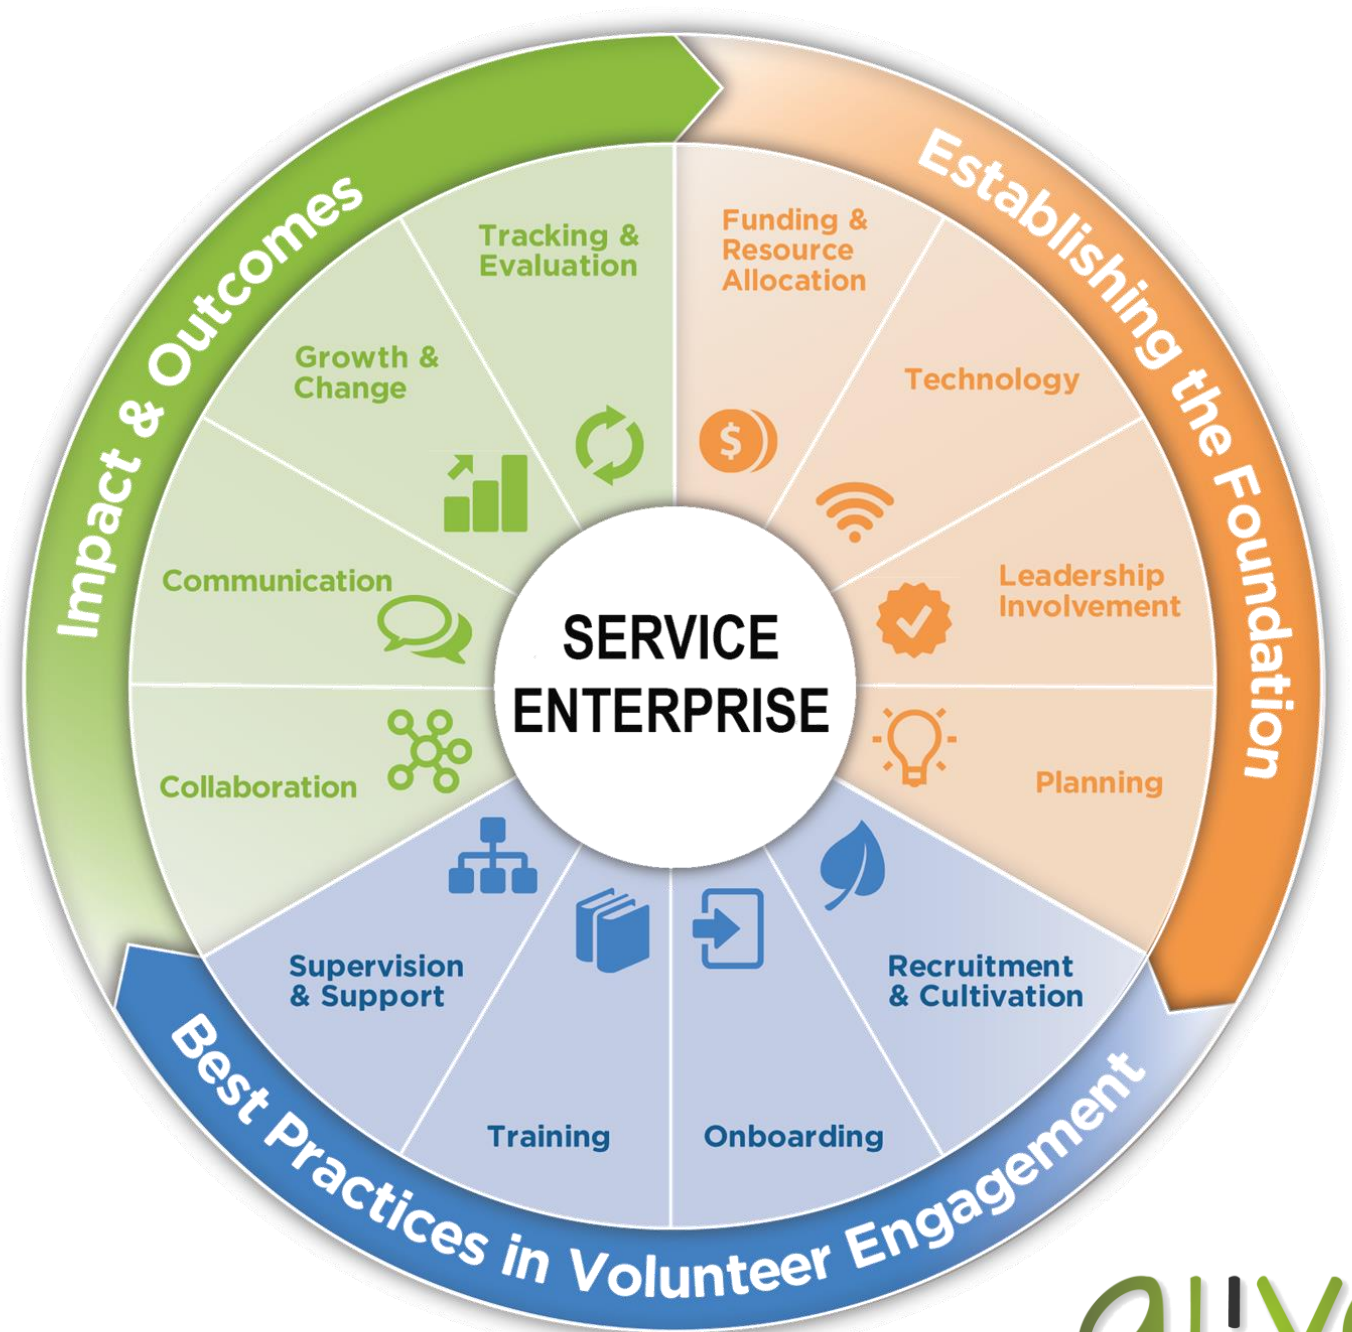 SERVICE
ENTERPRISE
Establishing the Foundation
Funding &
Resource
Allocation
$
Technology
Leadership
Involvement
Planning
Best Practices in Volunteer Engagement
Recruitment
& Cultivation
Onboarding
Training
Supervision
& Support
Impact & Outcomes
Collaboration
Communication
Growth &
Change
Tracking &
Evaluation